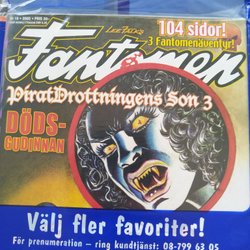 104 sidor!
3 Fantomenäventyr!
LEE FALK's
Fantomen
PiratDrottningens Son 3
DÖDS-
GUDINNAN
Välj fler favoriter!
För prenumeration – ring kundtjänst: 08-799 63 05